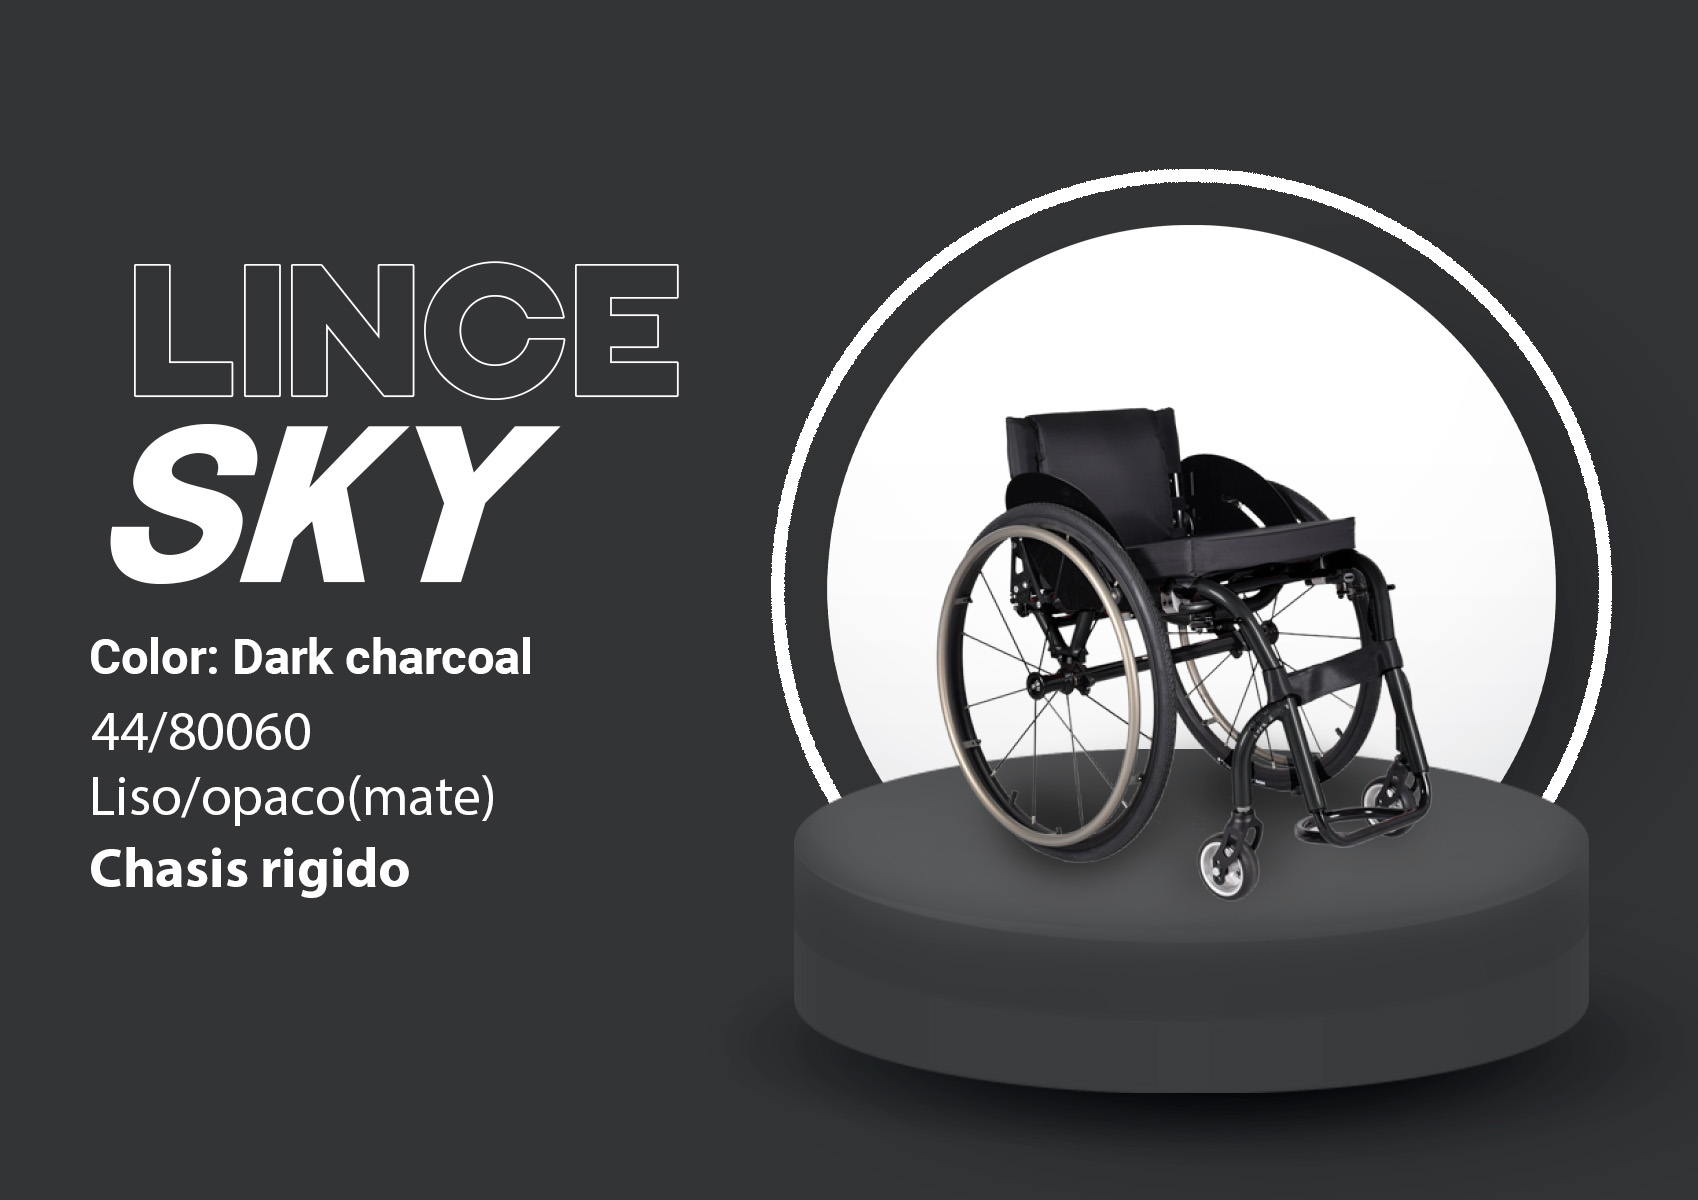 LINCE
SKY
Color: Dark charcoal
44/80060
Liso/opaco(mate)
Chasis rigido